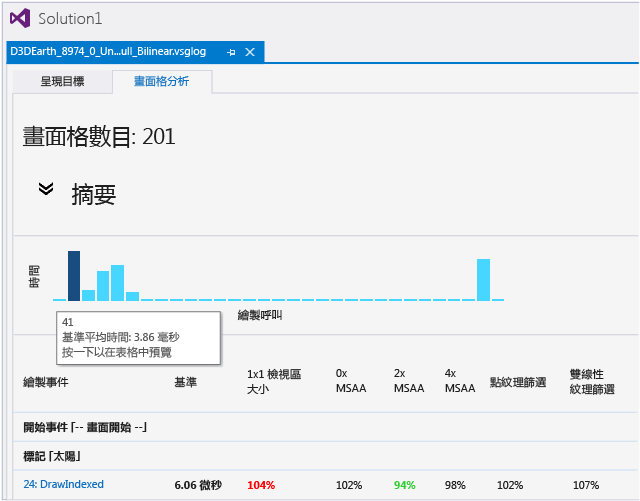 Solution1
D3DEarth_8974_0_Un...ull_Bilinear.vsglog
呈現目標
畫面格分析
畫面格數目: 201
摘要
時間
繪製呼叫
41
基準平均時間: 3.86 毫秒
按一下以在表格中預覽
繪製事件
基準
1x1 檢視區
大小
0x
MSAA
2x
MSAA
4x
MSAA
點紋理篩選
雙線性
紋理篩選
開始事件「-- 畫面開始 --」
標記「太陽」
24: DrawIndexed 6.06 微秒 104% 102% 94% 98% 102% 107%